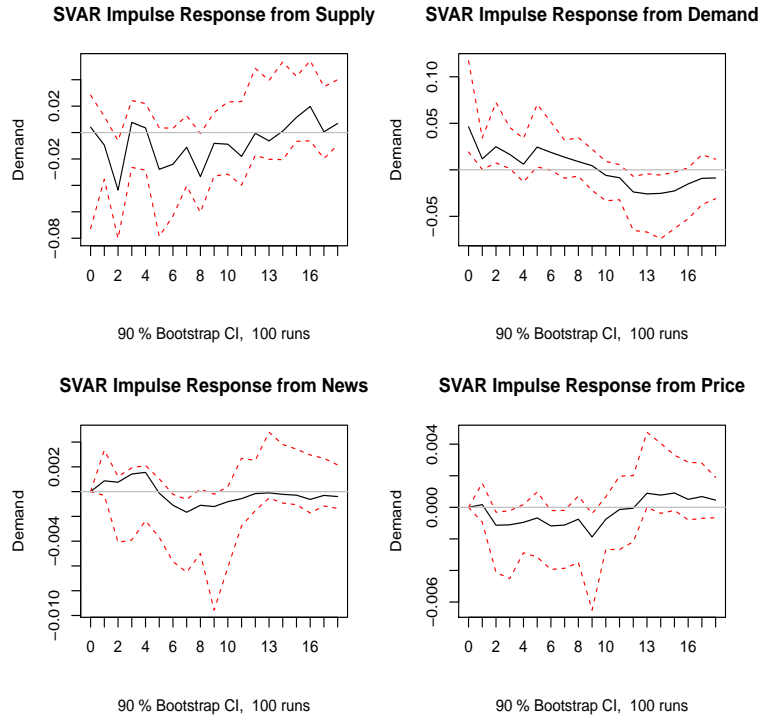 SVAR Impulse Response from Supply
Demand
0.02
−0.02
−0.08
0 2 4 6 8 10 13 16
90 % Bootstrap CI, 100 runs
SVAR Impulse Response from Demand
Demand
0.10
0.05
0.00
−0.05
0 2 4 6 8 10 13 16
90 % Bootstrap CI, 100 runs
SVAR Impulse Response from News
Demand
0.002
−0.004
−0.010
0 2 4 6 8 10 13 16
90 % Bootstrap CI, 100 runs
SVAR Impulse Response from Price
Demand
0.004
0.000
−0.006
0 2 4 6 8 10 13 16
90 % Bootstrap CI, 100 runs